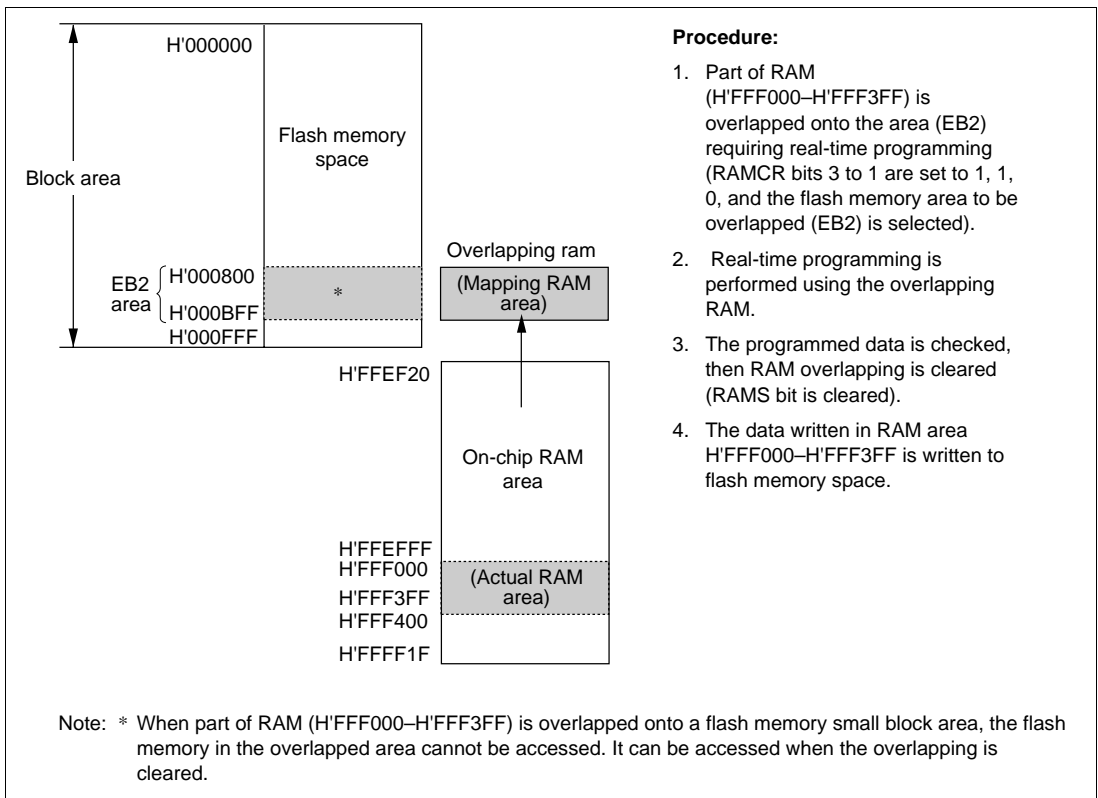 H'000000
Flash memory
space
Block area
EB2
area
H'000800
H'000BFF
H'000FFF
*
Overlapping ram
(Mapping RAM
area)
H'FFEF20
On-chip RAM
area
H'FFEFFF
H'FFF000
H'FFF3FF
H'FFF400
H'FFFF1F
(Actual RAM
area)
Procedure:
1. Part of RAM
(H'FFF000–H'FFF3FF) is
overlapped onto the area (EB2)
requiring real-time programming
(RAMCR bits 3 to 1 are set to 1, 1,
0, and the flash memory area to be
overlapped (EB2) is selected).
2. Real-time programming is
performed using the overlapping
RAM.
3. The programmed data is checked,
then RAM overlapping is cleared
(RAMS bit is cleared).
4. The data written in RAM area
H'FFF000–H'FFF3FF is written to
flash memory space.
Note: * When part of RAM (H'FFF000–H'FFF3FF) is overlapped onto a flash memory small block area, the flash
memory in the overlapped area cannot be accessed. It can be accessed when the overlapping is
cleared.